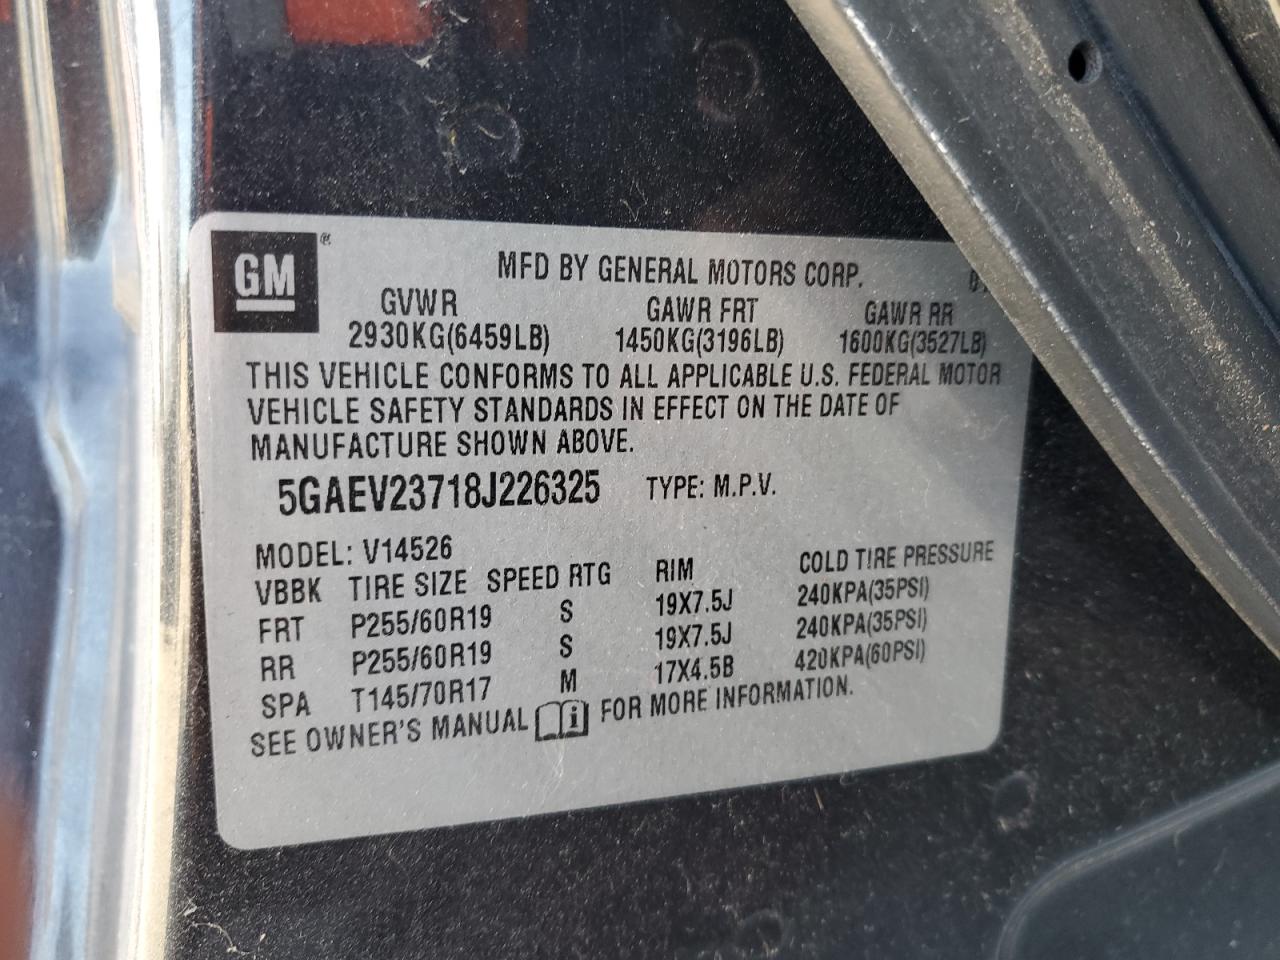 GM ® MFD BY GENERAL MOTORS CORP.
GVWR GAWR FRT GAWR RR
2930KG(6459LB) 1450KG(3196LB) 1600KG(3527LB)
THIS VEHICLE CONFORMS TO ALL APPLICABLE U.S. FEDERAL MOTOR
VEHICLE SAFETY STANDARDS IN EFFECT ON THE DATE OF
MANUFACTURE SHOWN ABOVE.
5GAEV23718J226325 TYPE: M.P.V.
MODEL: V14526
VBBK TIRE SIZE SPEED RTG RIM COLD TIRE PRESSURE
FRT P255/60R19 S 19X7.5J 240KPA(35PSI)
RR P255/60R19 S 19X7.5J 240KPA(35PSI)
SPA T145/70R17 M 17X4.5B 420KPA(60PSI)
SEE OWNER'S MANUAL i FOR MORE INFORMATION.